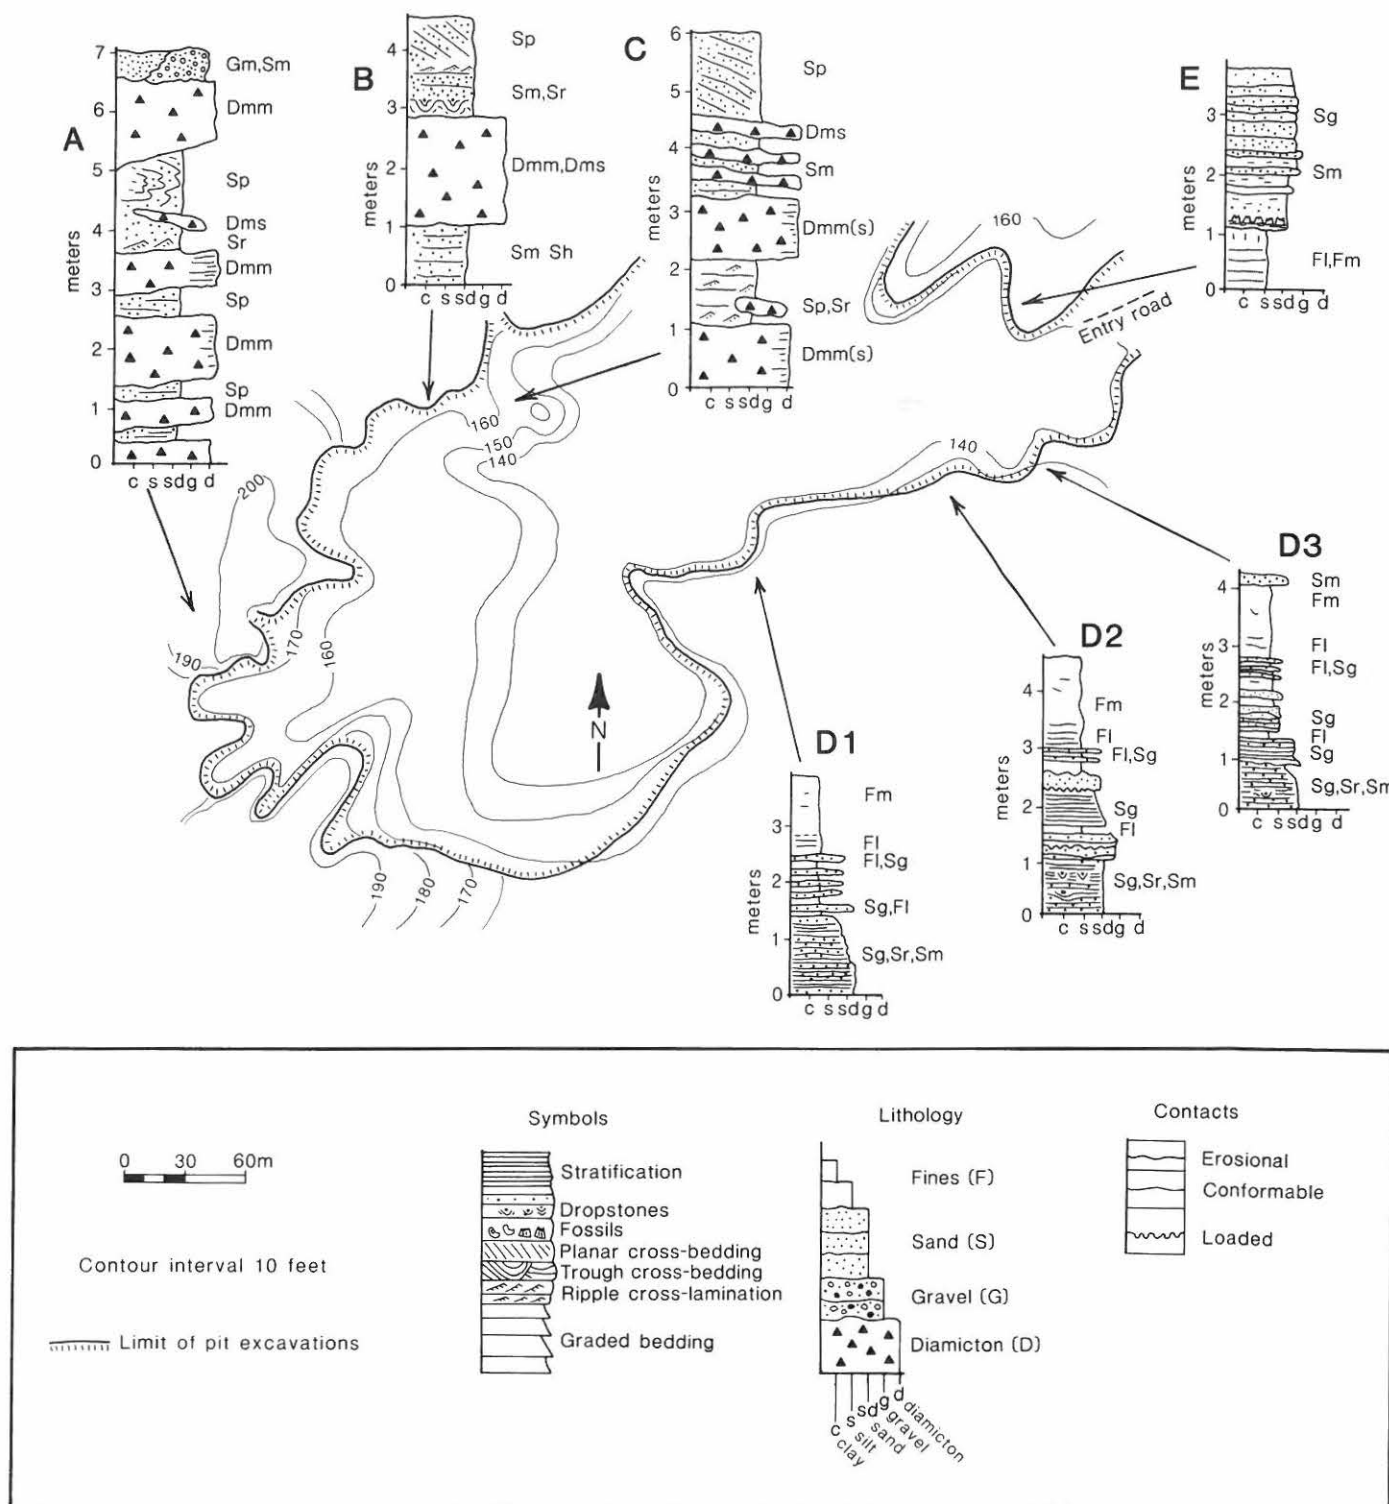 A
7
6
5
4
3
2
1
0
meters
Gm,Sm
Dmm
Sp
Dms
Sr
Dmm
Sp
Dmm
Sp
Dmm
c s sd g d
B
4
3
2
1
0
meters
Sp
Sm,Sr
Dmm,Dms
Sm Sh
c s sd g d
C
6
5
4
3
2
1
0
meters
Sp
Dms
Sm
Dmm(s)
Sp,Sr
Dmm(s)
c s sd g d
E
3
2
1
0
meters
Sg
Sm
Fl,Fm
c s sd g d
160
Entry road
160
150
140
140
200
190
170
160
N
190
180
170
D1
3
2
1
0
meters
Fm
Fl
Fl,Sg
Sg,Fl
Sg,Sr,Sm
c s sd g d
D2
4
3
2
1
0
meters
Fm
Fl
Fl,Sg
Sg
Fl
Sg,Sr,Sm
c s sd g d
D3
4
3
2
1
0
meters
Sm
Fm
Fl
Fl,Sg
Sg
Fl
Sg
Sg,Sr,Sm
c s sd g d
0 30 60m
Contour interval 10 feet
Limit of pit excavations
Symbols
Stratification
Dropstones
Fossils
Planar cross-bedding
Trough cross-bedding
Ripple cross-lamination
Graded bedding
Lithology
Fines (F)
Sand (S)
Gravel (G)
Diamicton (D)
c s sd g d
clay
silt
sand
gravel
diamicton
Contacts
Erosional
Conformable
Loaded